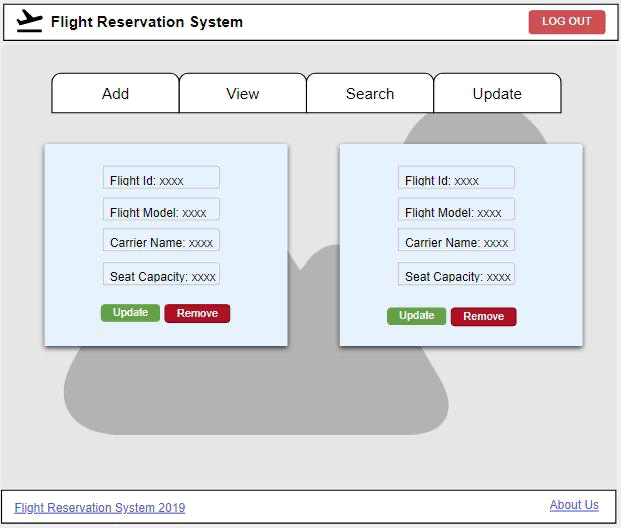 Flight Reservation System
LOG OUT
Add
View
Search
Update
Flight Id: xxxx
Flight Model: xxxx
Carrier Name: xxxx
Seat Capacity: xxxx
Update
Remove
Flight Id: xxxx
Flight Model: xxxx
Carrier Name: xxxx
Seat Capacity: xxxx
Update
Remove
Flight Reservation System 2019
About Us